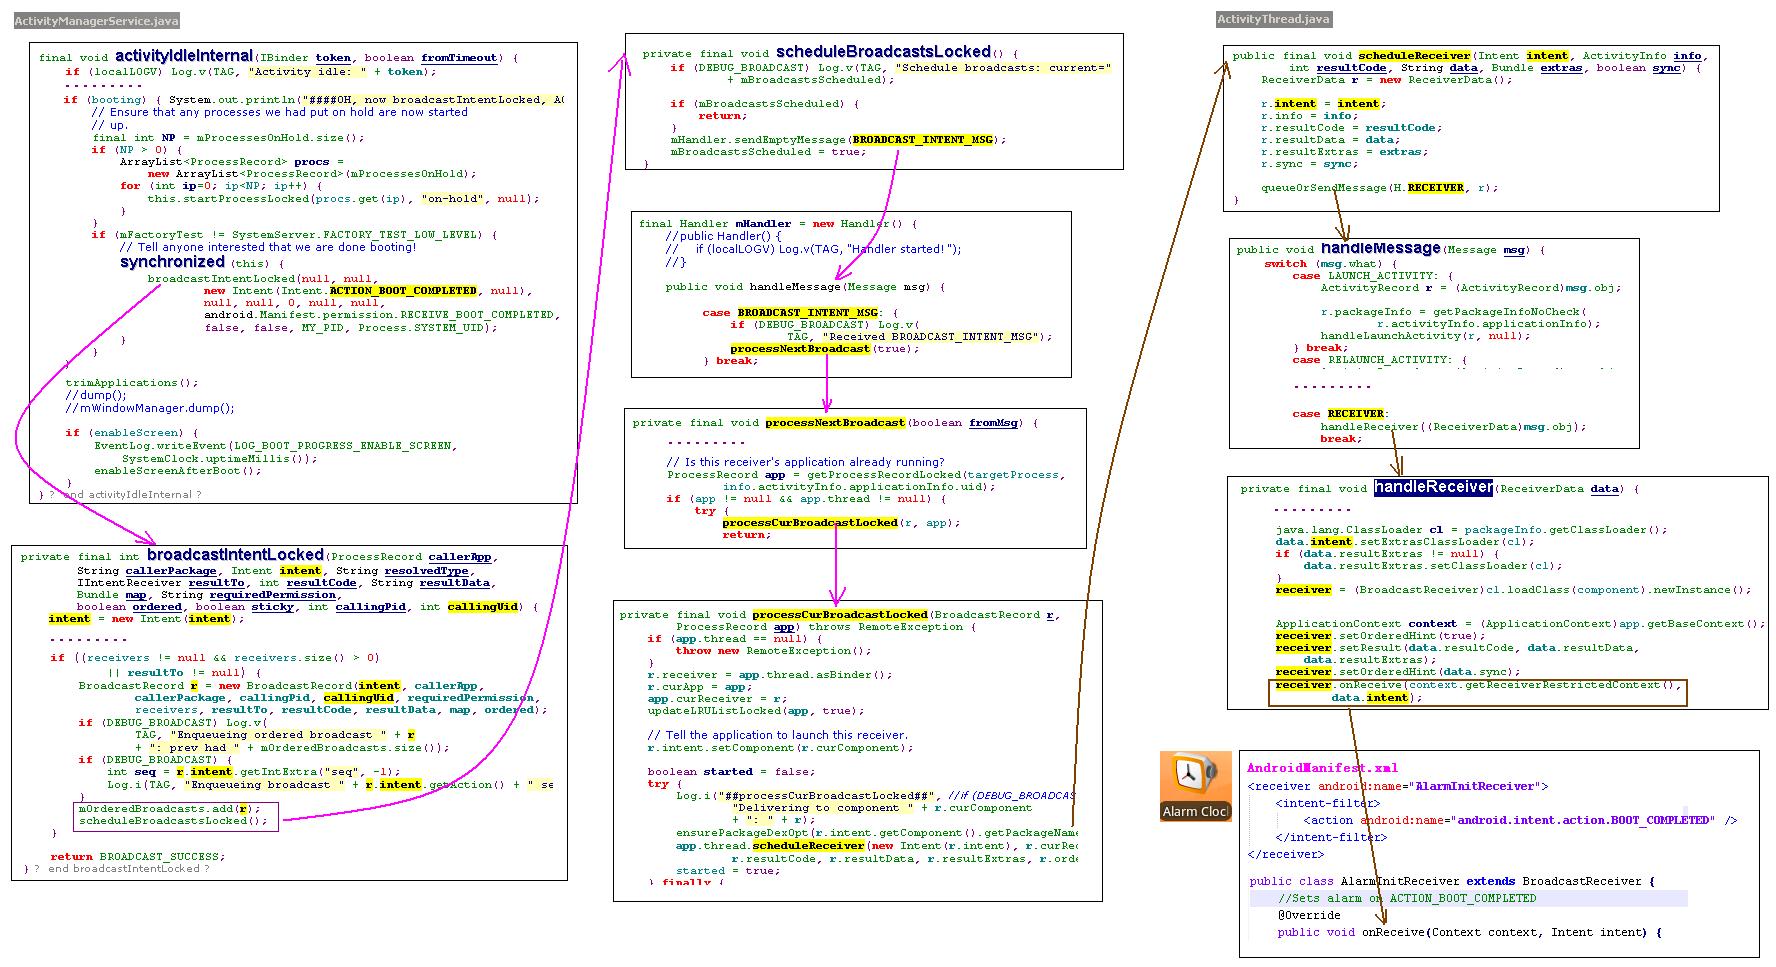 ActivityManagerService.java
final void activityIdleInternal(IBinder token, boolean fromTimeout) {
if (localLOGV) Log.v(TAG, "Activity idle: " + token);
- - - - - - - - -
if (booting) { System.out.println("####OH, now broadcastIntentLocked, A
// Ensure that any processes we had put on hold are now started
// up.
final int NP = mProcessesOnHold.size();
if (NP > 0) {
ArrayList<ProcessRecord> procs =
new ArrayList<ProcessRecord>(mProcessesOnHold);
for (int ip=0; ip<NP; ip++) {
this.startProcessLocked(procs.get(ip), "on-hold", null);
}
}
if (mFactoryTest != SystemServer.FACTORY_TEST_LOW_LEVEL) {
// Tell anyone interested that we are done booting!
synchronized (this) {
broadcastIntentLocked(null, null,
new Intent(Intent.ACTION_BOOT_COMPLETED, null),
null, null, 0, null, null,
android.Manifest.permission.RECEIVE_BOOT_COMPLETED,
false, false, MY_PID, Process.SYSTEM_UID);
}
}
}
trimApplications();
//dump();
//mWindowManager.dump();
if (enableScreen) {
EventLog.writeEvent(LOG_BOOT_PROGRESS_ENABLE_SCREEN,
SystemClock.uptimeMillis());
enableScreenAfterBoot();
}
} ? end activityIdleInternal ?
private final int broadcastIntentLocked(ProcessRecord callerApp,
String callerPackage, Intent intent, String resolvedType,
IIntentReceiver resultTo, int resultCode, String resultData,
Bundle map, String requiredPermission,
boolean ordered, boolean sticky, int callingPid, int callingUid) {
intent = new Intent(intent);
- - - - - - - - -
if ((receivers != null && receivers.size() > 0)
|| resultTo != null) {
BroadcastRecord r = new BroadcastRecord(intent, callerApp,
callerPackage, callingPid, callingUid, requiredPermission,
receivers, resultTo, resultCode, resultData, map, ordered);
if (DEBUG_BROADCAST) Log.v(
TAG, "Enqueueing ordered broadcast " + r
+ ": prev had " + mOrderedBroadcasts.size());
if (DEBUG_BROADCAST) {
int seq = r.intent.getIntExtra("seq", -1);
Log.i(TAG, "Enqueueing broadcast " + r.intent.getAction() + " se
}
mOrderedBroadcasts.add(r);
scheduleBroadcastsLocked();
}
return BROADCAST_SUCCESS;
} ? end broadcastIntentLocked ?
private final void scheduleBroadcastsLocked() {
if (DEBUG_BROADCAST) Log.v(TAG, "Schedule broadcasts: current="
+ mBroadcastsScheduled);
if (mBroadcastsScheduled) {
return;
}
mHandler.sendEmptyMessage(BROADCAST_INTENT_MSG);
mBroadcastsScheduled = true;
}
final Handler mHandler = new Handler() {
//public Handler() {
// if (localLOGV) Log.v(TAG, "Handler started!");
//}
public void handleMessage(Message msg) {
case BROADCAST_INTENT_MSG: {
if (DEBUG_BROADCAST) Log.v(
TAG, "Received BROADCAST_INTENT_MSG");
processNextBroadcast(true);
} break;
private final void processNextBroadcast(boolean fromMsg) {
- - - - - - - - -
// Is this receiver's application already running?
ProcessRecord app = getProcessRecordLocked(targetProcess,
info.activityInfo.applicationInfo.uid);
if (app != null && app.thread != null) {
try {
processCurBroadcastLocked(r, app);
return;
private final void processCurBroadcastLocked(BroadcastRecord r,
ProcessRecord app) throws RemoteException {
if (app.thread == null) {
throw new RemoteException();
}
r.receiver = app.thread.asBinder();
r.curApp = app;
app.curReceiver = r;
updateLRUListLocked(app, true);
// Tell the application to launch this receiver.
r.intent.setComponent(r.curComponent);
boolean started = false;
try {
Log.i("##processCurBroadcastLocked##", //if (DEBUG_BROADCAS
"Delivering to component " + r.curComponent
+ ": " + r);
ensurePackageDexOpt(r.intent.getComponent().getPackageName
app.thread.scheduleReceiver(new Intent(r.intent), r.curRec
r.resultCode, r.resultData, r.resultExtras, r.orde
started = true;
} finally {
ActivityThread.java
public final void scheduleReceiver(Intent intent, ActivityInfo info,
int resultCode, String data, Bundle extras, boolean sync) {
ReceiverData r = new ReceiverData();
r.intent = intent;
r.info = info;
r.resultCode = resultCode;
r.resultData = data;
r.resultExtras = extras;
r.sync = sync;
queueOrSendMessage(H.RECEIVER, r);
}
public void handleMessage(Message msg) {
switch (msg.what) {
case LAUNCH_ACTIVITY: {
ActivityRecord r = (ActivityRecord)msg.obj;
r.packageInfo = getPackageInfoNoCheck(
r.activityInfo.applicationInfo);
handleLaunchActivity(r, null);
} break;
case RELAUNCH_ACTIVITY: {
- - - - - - - - -
case RECEIVER:
handleReceiver((ReceiverData)msg.obj);
break;
private final void handleReceiver(ReceiverData data) {
- - - - - - - - -
java.lang.ClassLoader cl = packageInfo.getClassLoader();
data.intent.setExtrasClassLoader(cl);
if (data.resultExtras != null) {
data.resultExtras.setClassLoader(cl);
}
receiver = (BroadcastReceiver)cl.loadClass(component).newInstance();
ApplicationContext context = (ApplicationContext)app.getBaseContext();
receiver.setOrderedHint(true);
receiver.setResult(data.resultCode, data.resultData,
data.resultExtras);
receiver.setOrderedHint(data.sync);
receiver.onReceive(context.getReceiverRestrictedContext(),
data.intent);
Alarm Cloc
AndroidManifest.xml
<receiver android:name="AlarmInitReceiver">
<intent-filter>
<action android:name="android.intent.action.BOOT_COMPLETED" />
</intent-filter>
</receiver>
public class AlarmInitReceiver extends BroadcastReceiver {
//Sets alarm on ACTION_BOOT_COMPLETED
@Override
public void onReceive(Context context, Intent intent) {